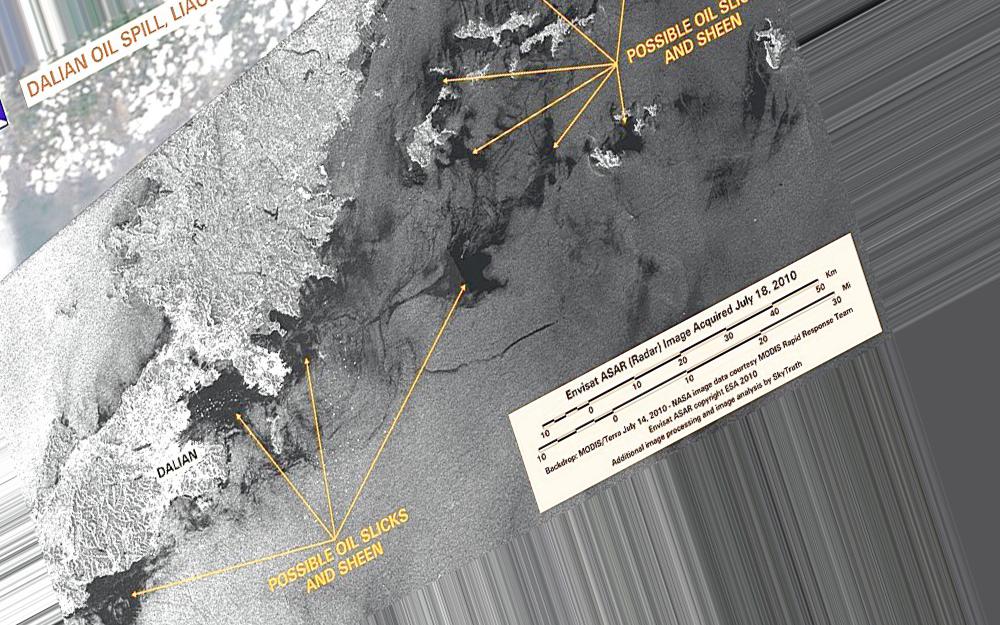 DALIAN OIL SPILL,
POSSIBLE OIL
AND SHEEN
Envisat ASAR (Radar) Image Acquired July 18, 2010
10 0 10 20 30 40 50 Km
10 0 10 20 30 Mi
Backdrop: MODIS/Terra July 14, 2010 - NASA image data courtesy MODIS Rapid Response Team
Envisat ASAR copyright ESA 2010
Additional image processing and image analysis by SkyTruth
DALIAN
POSSIBLE OIL SLICKS
AND SHEEN